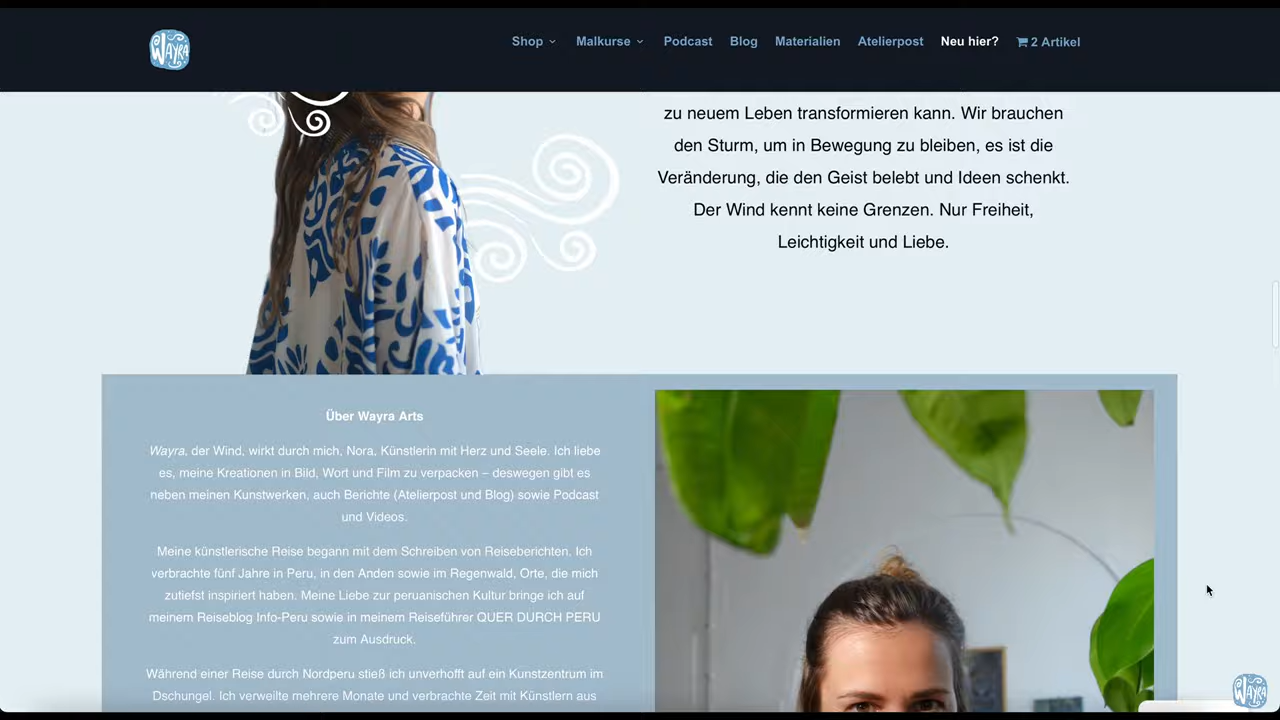 WAYRA
Shop
Malkurse
Podcast
Blog
Materialien
Atelierpost
Neu hier?
2 Artikel
zu neuem Leben transformieren kann. Wir brauchen
den Sturm, um in Bewegung zu bleiben, es ist die
Veränderung, die den Geist belebt und Ideen schenkt.
Der Wind kennt keine Grenzen. Nur Freiheit,
Leichtigkeit und Liebe.
Über Wayra Arts
Wayra, der Wind, wirkt durch mich, Nora, Künstlerin mit Herz und Seele. Ich liebe
es, meine Kreationen in Bild, Wort und Film zu verpacken – deswegen gibt es
neben meinen Kunstwerken, auch Berichte (Atelierpost und Blog) sowie Podcast
und Videos.
Meine künstlerische Reise begann mit dem Schreiben von Reiseberichten. Ich
verbrachte fünf Jahre in Peru, in den Anden sowie im Regenwald, Orte, die mich
zutiefst inspiriert haben. Meine Liebe zur peruanischen Kultur bringe ich auf
meinem Reiseblog Info-Peru sowie in meinem Reiseführer QUER DURCH PERU
zum Ausdruck.
Während einer Reise durch Nordperu stieß ich unverhofft auf ein Kunstzentrum im
Dschungel. Ich verweilte mehrere Monate und verbrachte Zeit mit Künstlern aus
WAYRA